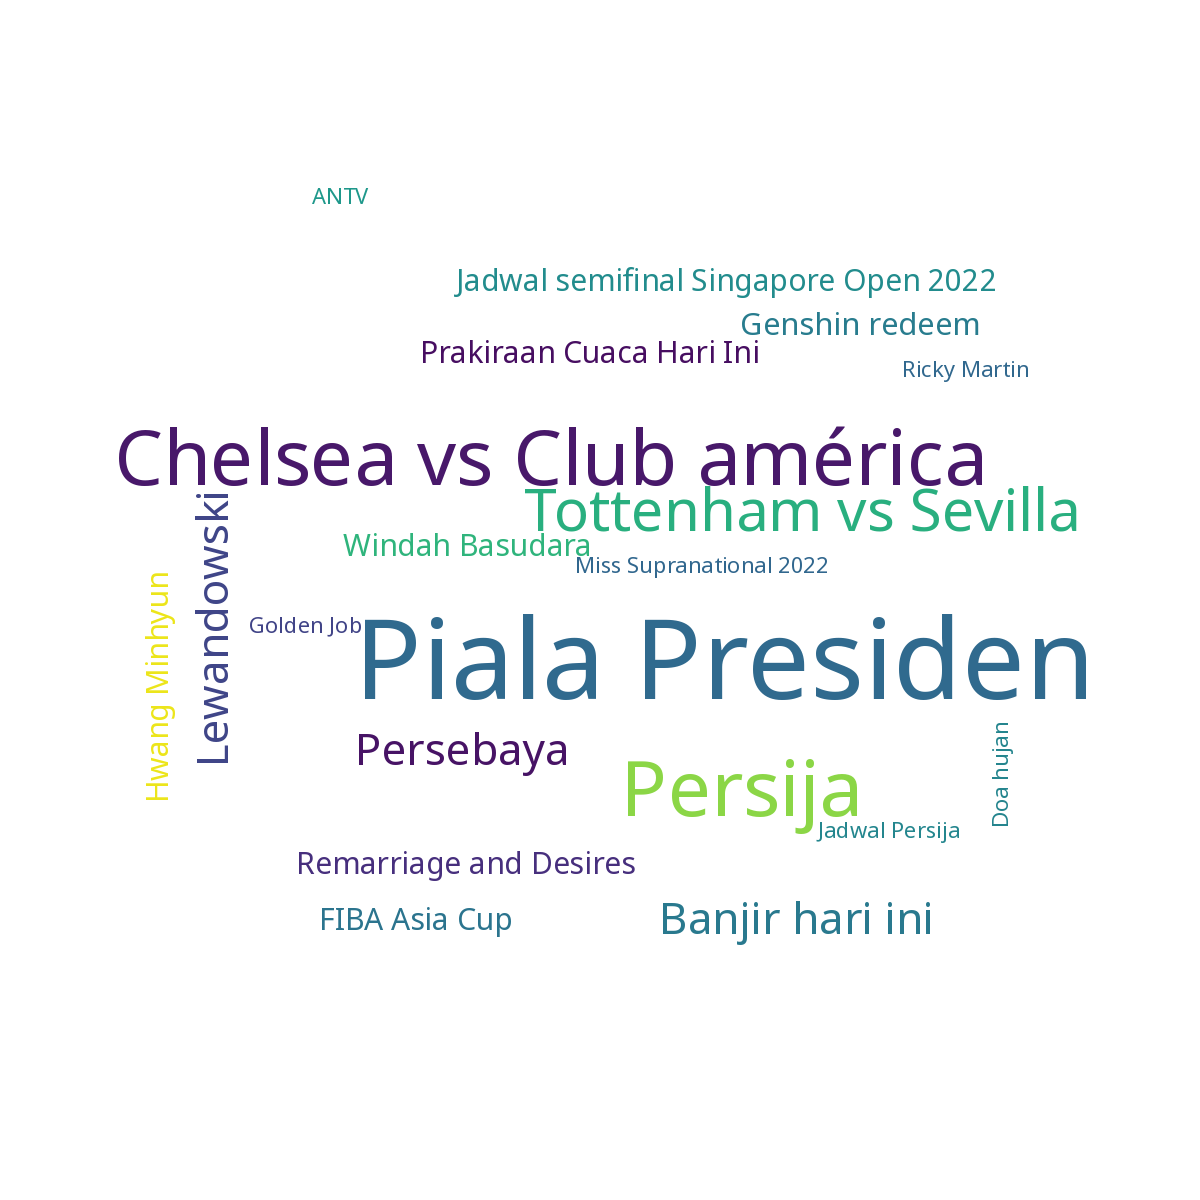 ANTV
Jadwal semifinal Singapore Open 2022
Genshin redeem
Prakiraan Cuaca Hari Ini
Ricky Martin
Chelsea vs Club américa
Tottenham vs Sevilla
Windah Basudara
Miss Supranational 2022
Lewandowski
Hwang Minhyun
Golden Job
Piala Presiden
Persebaya
Persija
Doa hujan
Jadwal Persija
Remarriage and Desires
FIBA Asia Cup
Banjir hari ini